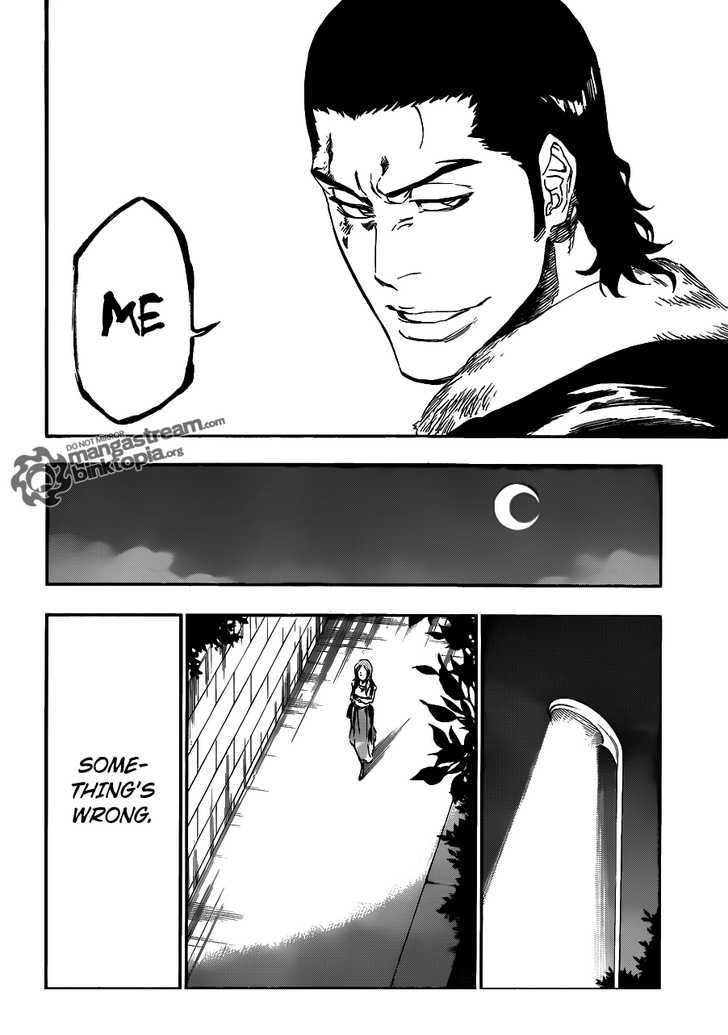 ME
DO NOT MIRROR
mangastream.com
binktopia.org
SOME-
THING'S
WRONG.